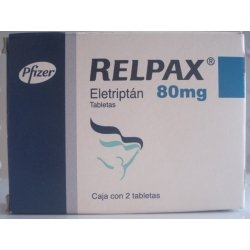 Pfizer
RELPAX®
Eletriptán 80mg
Tabletas
Caja con 2 tabletas